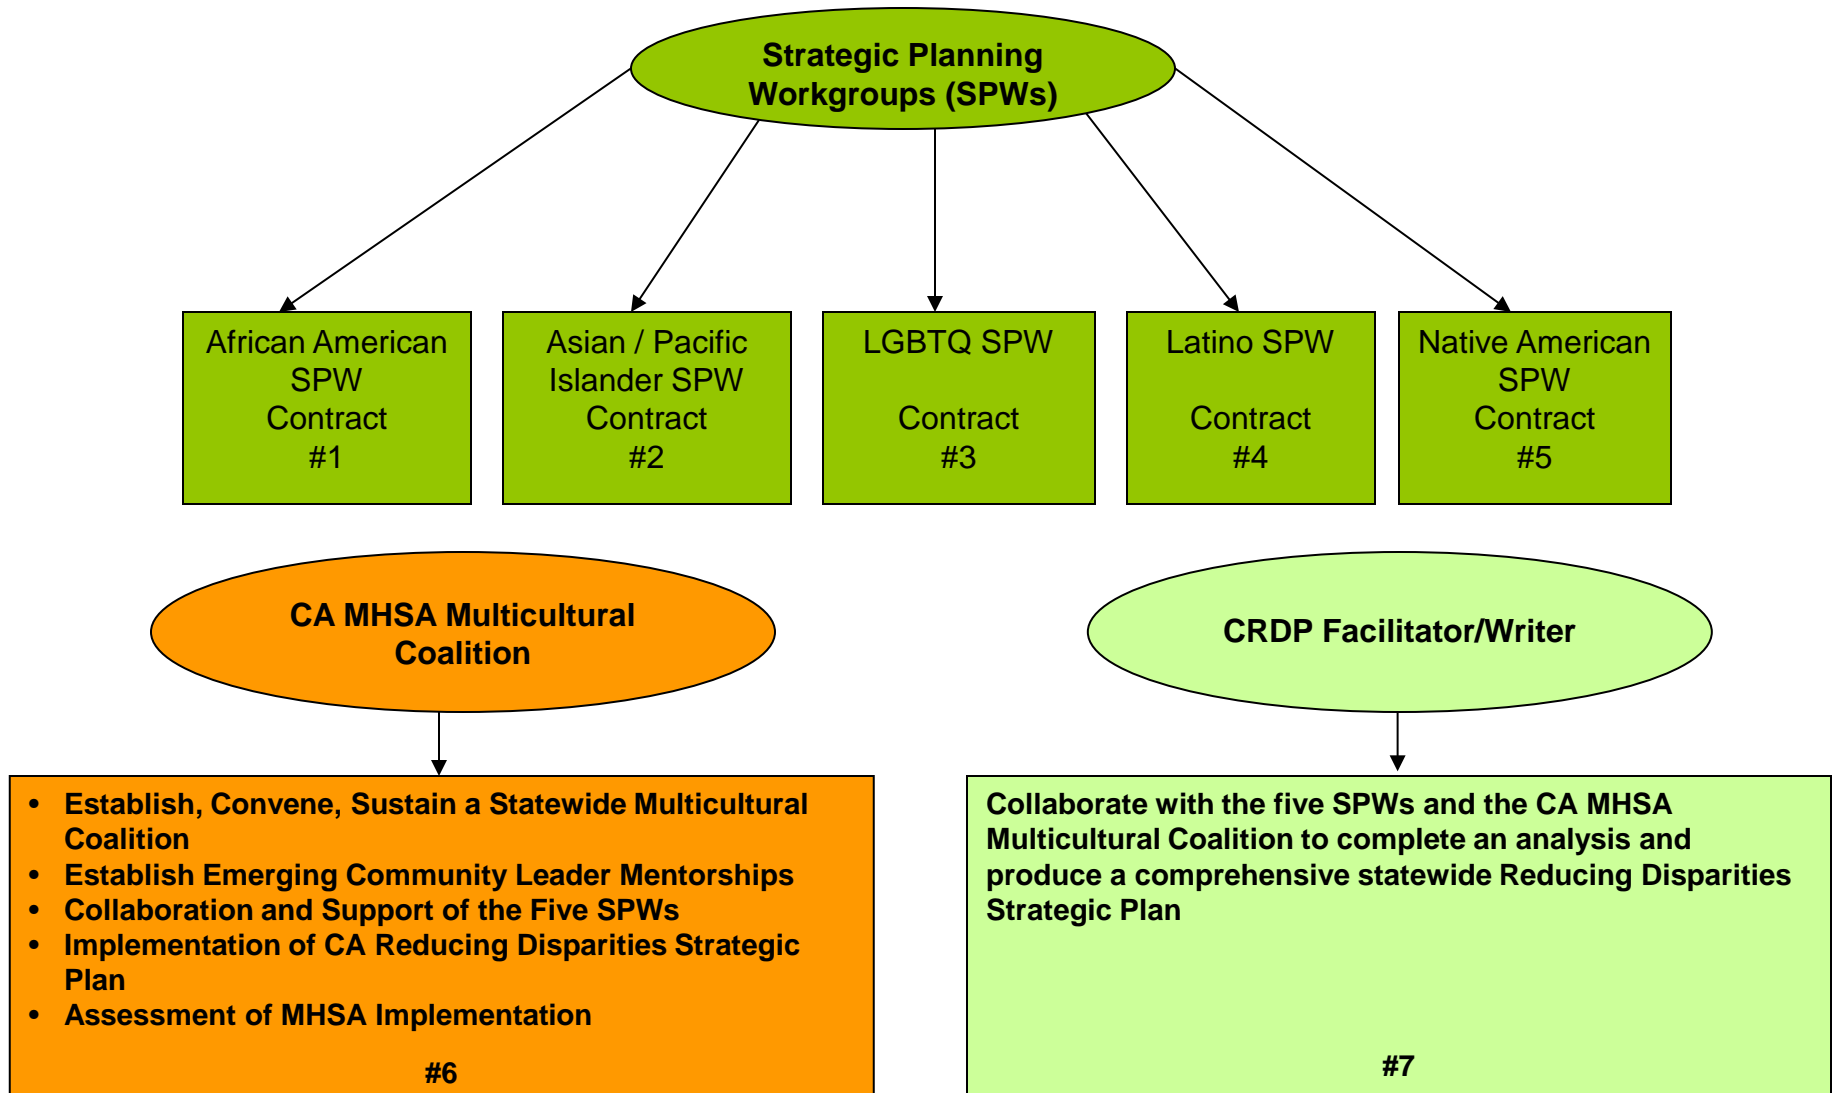 Strategic Planning
Workgroups (SPWs)
African American
SPW
Contract
#1
Asian / Pacific
Islander SPW
Contract
#2
LGBTQ SPW
Contract
#3
Latino SPW
Contract
#4
Native American
SPW
Contract
#5
CA MHSA Multicultural
Coalition
CRDP Facilitator/Writer
• Establish, Convene, Sustain a Statewide Multicultural
Coalition
• Establish Emerging Community Leader Mentorships
• Collaboration and Support of the Five SPWs
• Implementation of CA Reducing Disparities Strategic
Plan
• Assessment of MHSA Implementation
#6
Collaborate with the five SPWs and the CA MHSA
Multicultural Coalition to complete an analysis and
produce a comprehensive statewide Reducing Disparities
Strategic Plan
#7